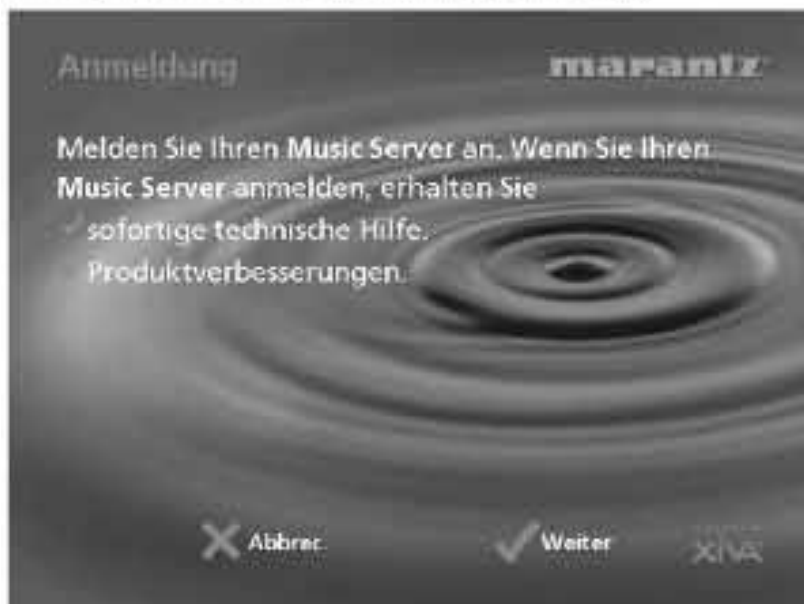 Anmeldung
marantz
Melden Sie Ihren Music Server an. Wenn Sie Ihren
Music Server anmelden, erhalten Sie
sofortige technische Hilfe.
Produktverbesserungen.
Abbrec.
Weiter
XiVA